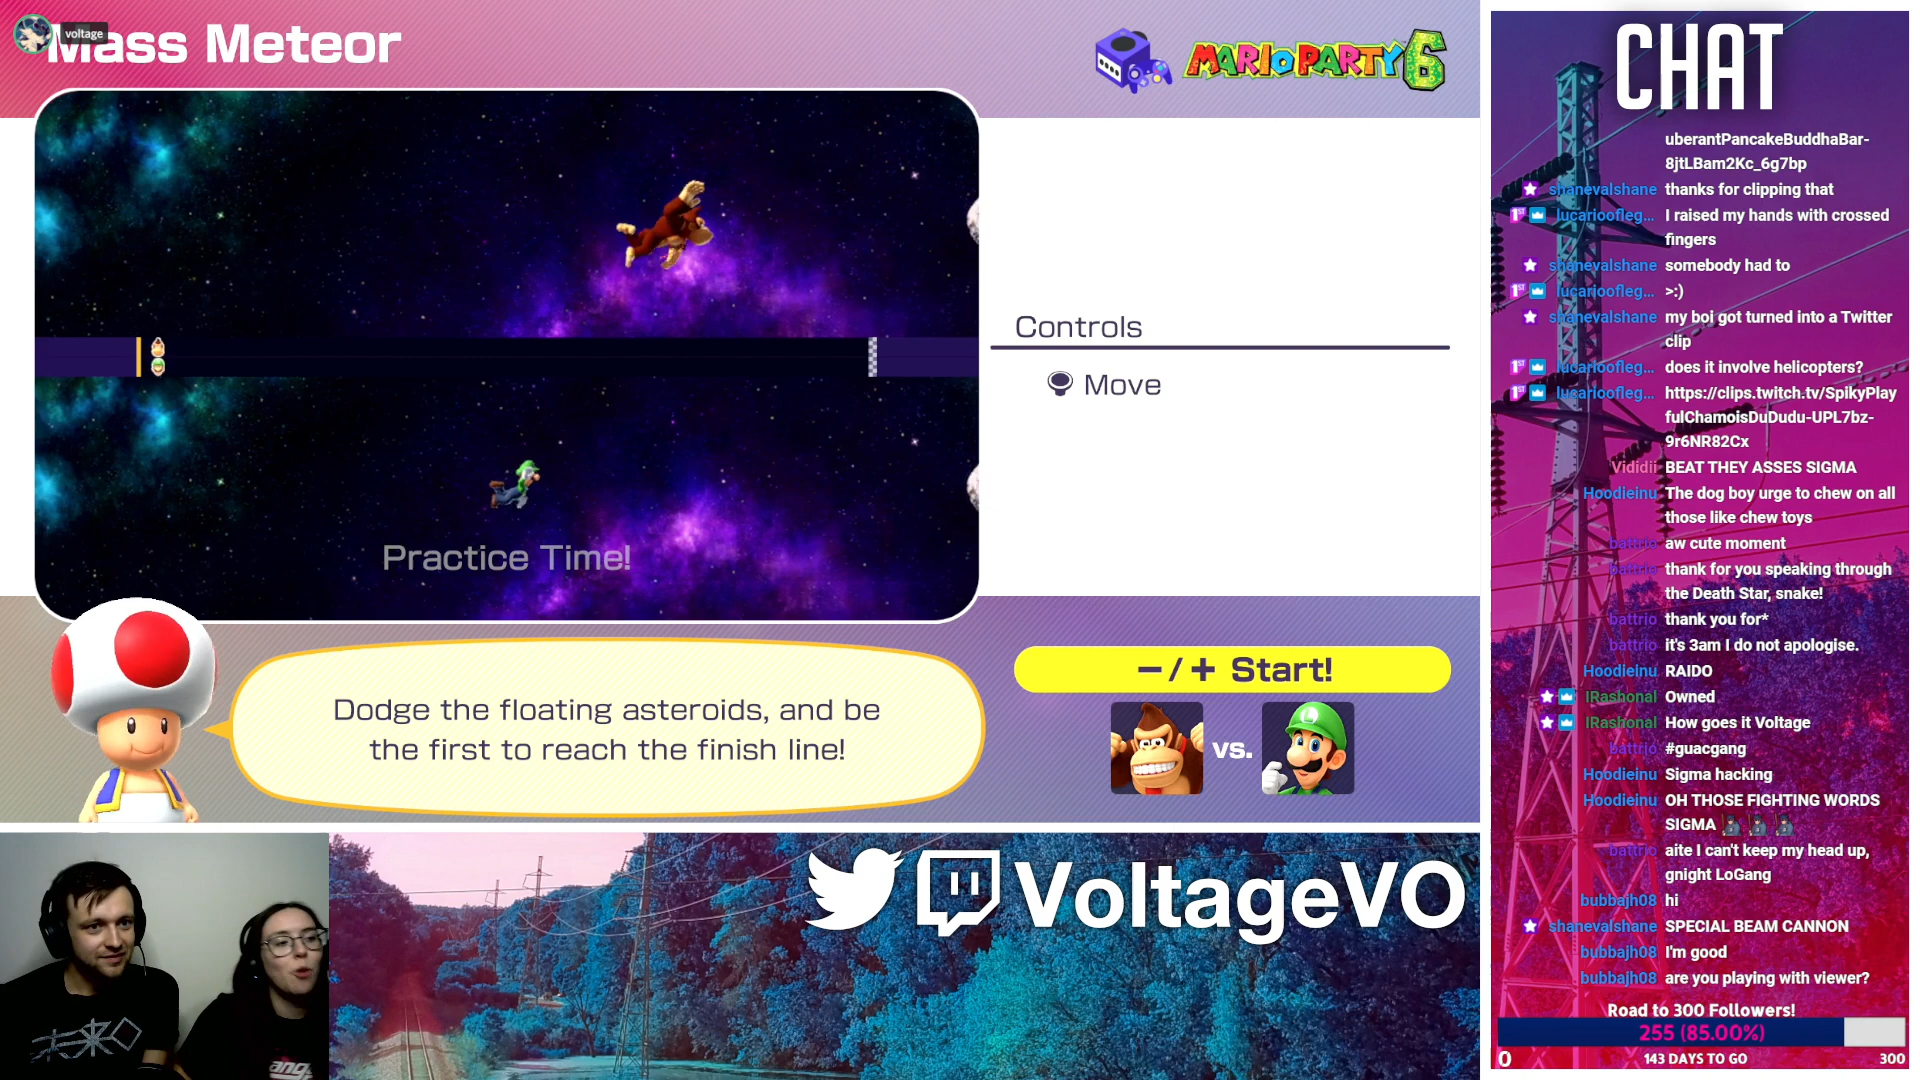 voltage
Mass Meteor
MARIO PARTY 6
Controls
Move
Practice Time!
Dodge the floating asteroids, and be
the first to reach the finish line!
−/+ Start!
vs.
VoltageVO
CHAT
uberantPancakeBuddhaBar-
8jtLBam2Kc_6g7bp
shanevalshane thanks for clipping that
lucarioofleg... I raised my hands with crossed
fingers
shanevalshane somebody had to
lucarioofleg... >:)
shanevalshane my boi got turned into a Twitter
clip
lucarioofleg... does it involve helicopters?
lucarioofleg... https://clips.twitch.tv/SpikyPlay
fulChamoisDuDudu-UPL7bz-
9r6NR82Cx
Vididii BEAT THEY ASSES SIGMA
Hoodieinu The dog boy urge to chew on all
those like chew toys
battrio aw cute moment
battrio thank for you speaking through
the Death Star, snake!
battrio thank you for*
battrio it's 3am I do not apologise.
Hoodieinu RAIDO
IRashonal Owned
IRashonal How goes it Voltage
battrio #guacgang
Hoodieinu Sigma hacking
Hoodieinu OH THOSE FIGHTING WORDS
SIGMA
battrio aite I can't keep my head up,
gnight LoGang
bubbajh08 hi
shanevalshane SPECIAL BEAM CANNON
bubbajh08 I'm good
bubbajh08 are you playing with viewer?
Road to 300 Followers!
255 (85.00%)
0 143 DAYS TO GO 300